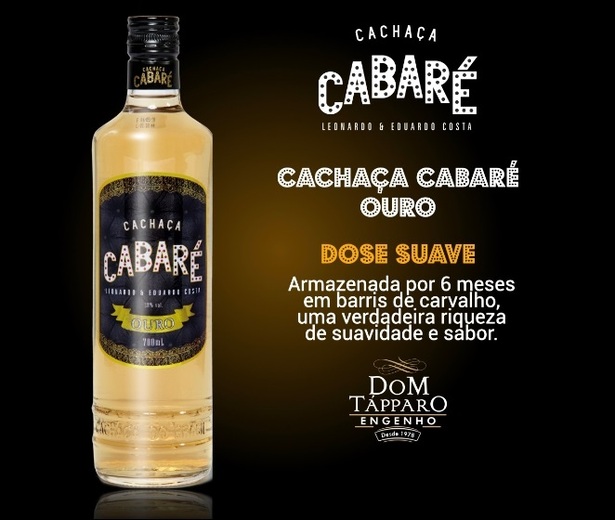 CACHAÇA
CABARÉ
CACHAÇA
CABARÉ
LEONARDO & EDUARDO COSTA
OURO
700mL
CACHAÇA
CABARÉ
LEONARDO & EDUARDO COSTA
CACHAÇA CABARÉ
OURO
DOSE SUAVE
Armazenada por 6 meses
em barris de carvalho,
uma verdadeira riqueza
de suavidade e sabor.
DOM
TÁPPARO
ENGENHO
Desde 1978